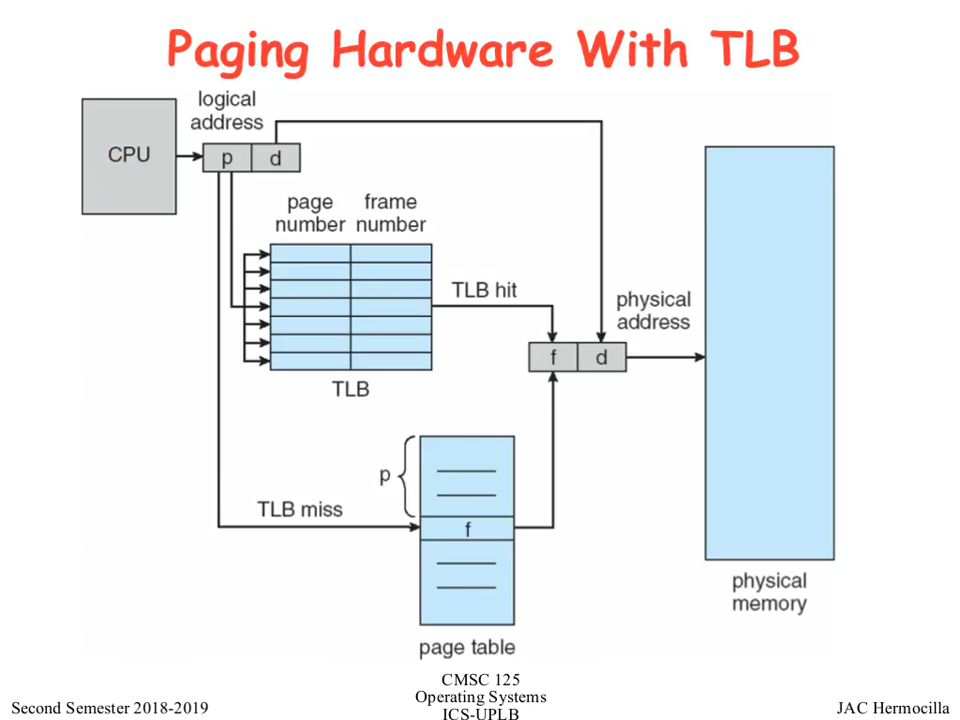 Paging Hardware With TLB
logical
address
CPU
p
d
page
number
frame
number
TLB hit
physical
address
f
d
TLB
p
TLB miss
f
physical
memory
page table
CMSC 125
Operating Systems
ICS-UPLB
Second Semester 2018-2019
JAC Hermocilla